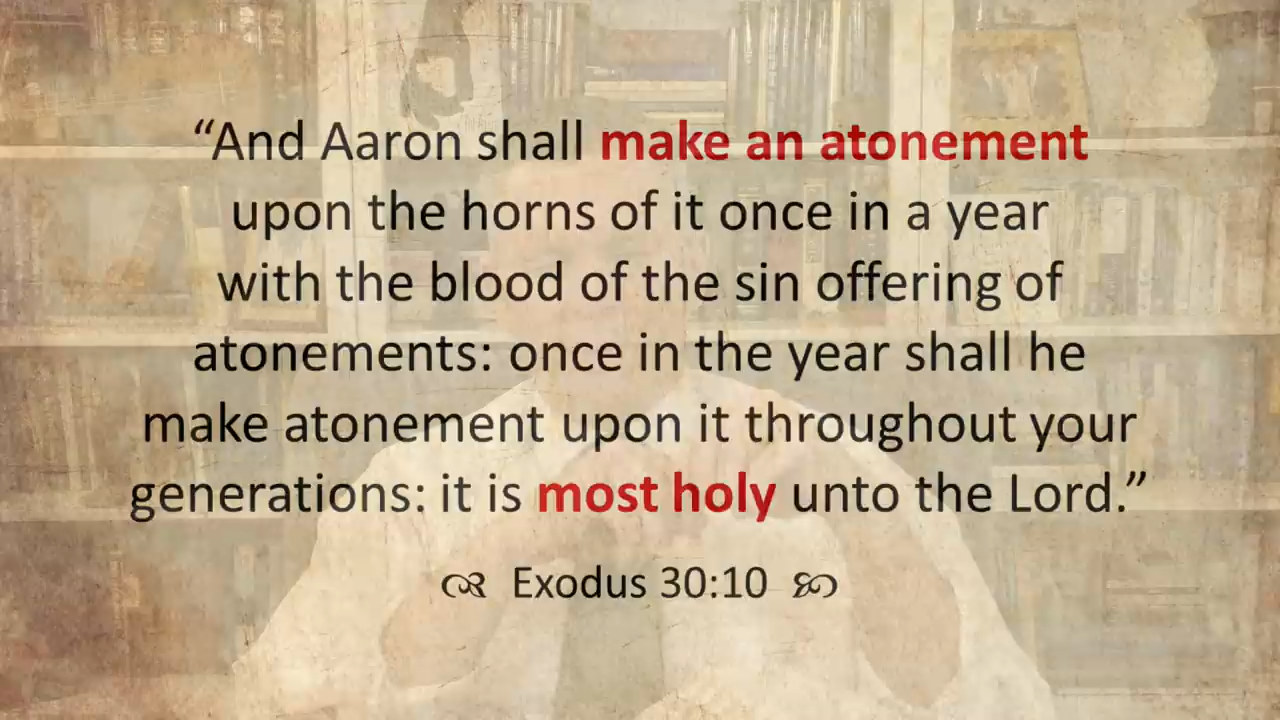 “And Aaron shall make an atonement
upon the horns of it once in a year
with the blood of the sin offering of
atonements: once in the year shall he
make atonement upon it throughout your
generations: it is most holy unto the Lord.”
Exodus 30:10